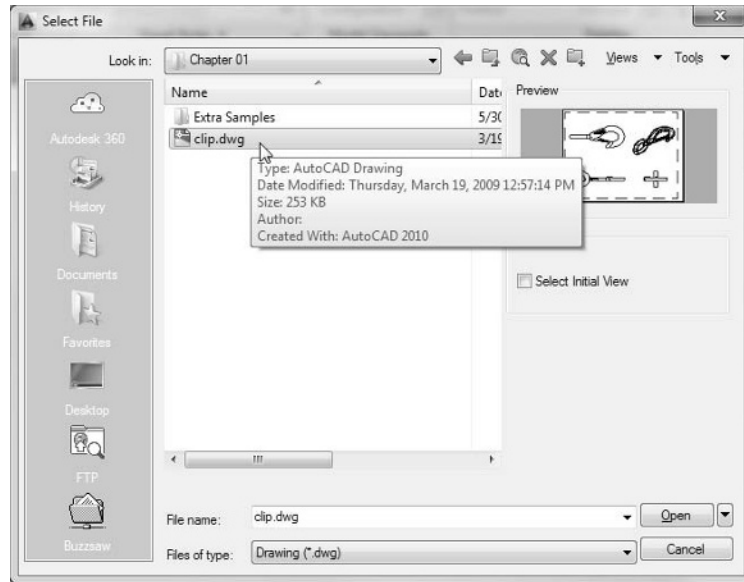 Select File
Look in: Chapter 01 Views Tools
Autodesk 360
History
Documents
Favorites
Desktop
FTP
Buzzsaw
Name
Extra Samples 5/30
clip.dwg 3/19
Type: AutoCAD Drawing
Date Modified: Thursday, March 19, 2009 12:57:14 PM
Size: 253 KB
Author:
Created With: AutoCAD 2010
Preview
Select Initial View
File name: clip.dwg Open
Files of type: Drawing (*.dwg) Cancel